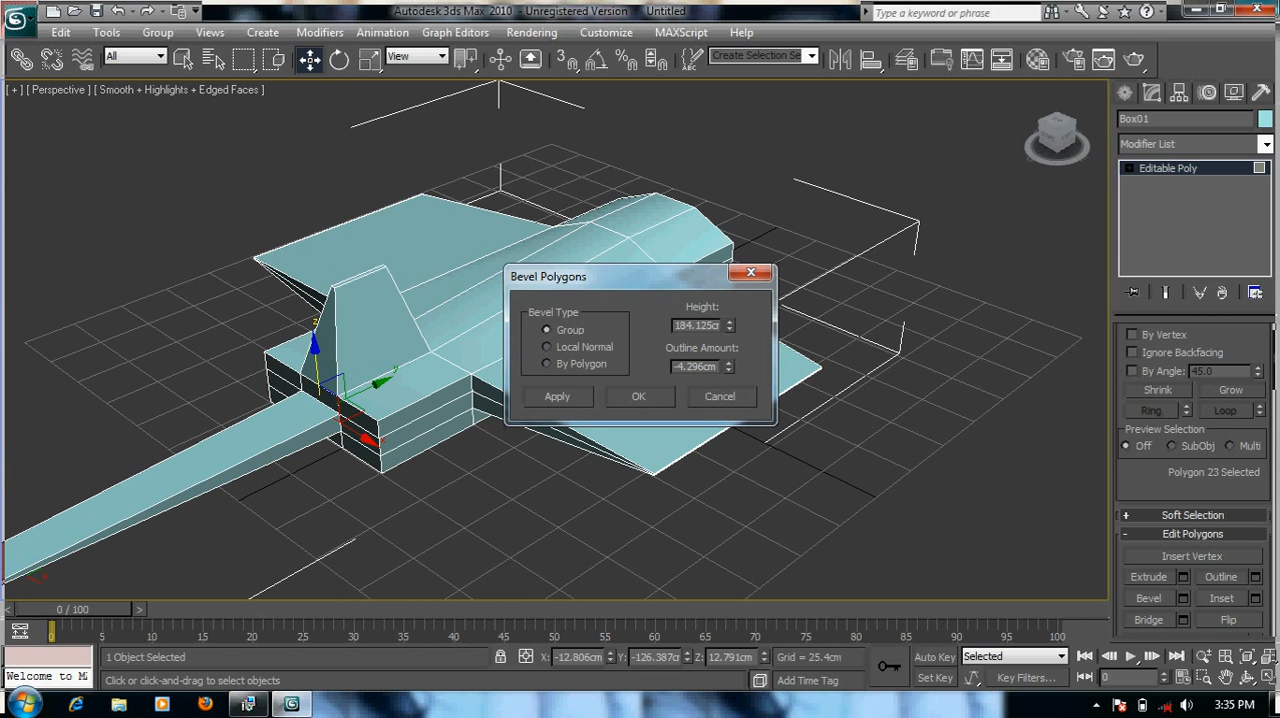 Autodesk 3ds Max 2010 - Unregistered Version Untitled
Type a keyword or phrase
Edit Tools Group Views Create Modifiers Animation Graph Editors Rendering Customize MAXScript Help
All View Create Selection Se
[ + ] [ Perspective ] [ Smooth + Highlights + Edged Faces ]
Box01
Modifier List
Editable Poly
Bevel Polygons
Bevel Type
Group
Local Normal
By Polygon
Height:
184.125c
Outline Amount:
-4.296cm
Apply OK Cancel
z
By Vertex
Ignore Backfacing
By Angle: 45.0
Shrink Grow
Ring Loop
Preview Selection
Off SubObj Multi
Polygon 23 Selected
Soft Selection
Edit Polygons
Insert Vertex
Extrude Outline
Bevel Inset
Bridge Flip
< 0 / 100 >
0 5 10 15 20 25 30 35 40 45 50 55 60 65 70 75 80 85 90 95 100
1 Object Selected X: -12.806cm Y: -126.387cm Z: 12.791cm Grid = 25.4cm Auto Key Selected
Welcome to MA Click or click-and-drag to select objects Add Time Tag Set Key Key Filters... 0
3:35 PM